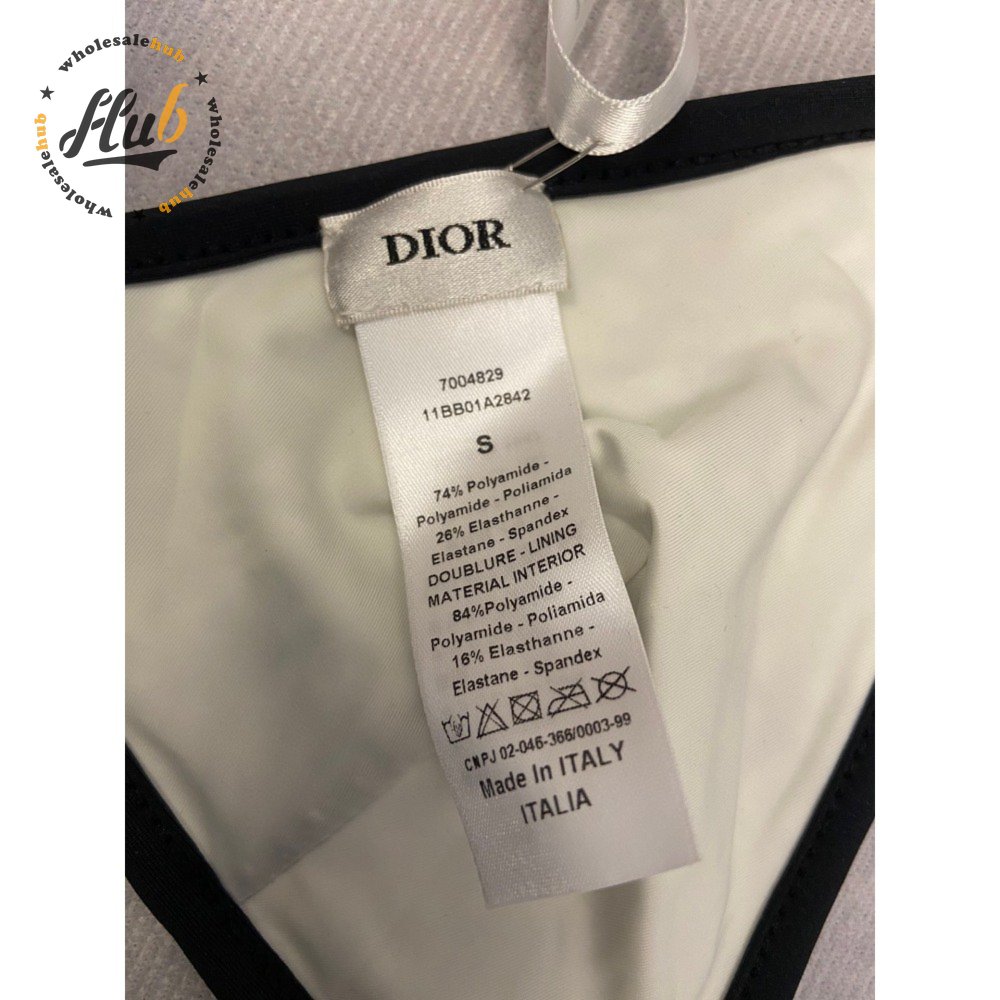 wholesalehub
wholesalehub
wholesalehub
Hub
DIOR
7004829
11BB01A2842
S
74% Polyamide -
Polyamide - Poliamida
26% Elasthanne -
Elastane - Spandex
DOUBLURE - LINING
MATERIAL INTERIOR
84%Polyamide -
Polyamide - Poliamida
16% Elasthanne -
Elastane - Spandex
CNPJ 02-046-366/0003-99
Made In ITALY
ITALIA